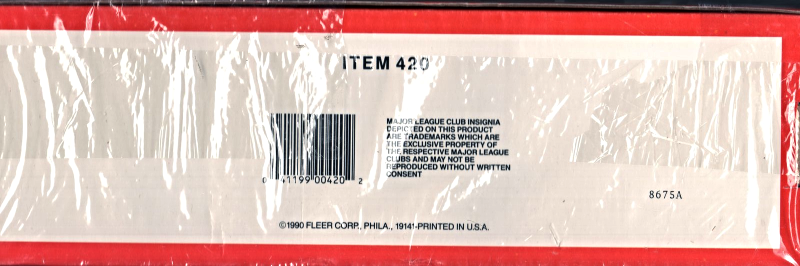 ITEM 420
MAJOR LEAGUE CLUB INSIGNIA
DEPICTED ON THIS PRODUCT
ARE TRADEMARKS WHICH ARE
THE EXCLUSIVE PROPERTY OF
THE RESPECTIVE MAJOR LEAGUE
CLUBS AND MAY NOT BE
REPRODUCED WITHOUT WRITTEN
CONSENT
0 41199 00420 2
8675A
©1990 FLEER CORP., PHILA., 19141-PRINTED IN U.S.A.